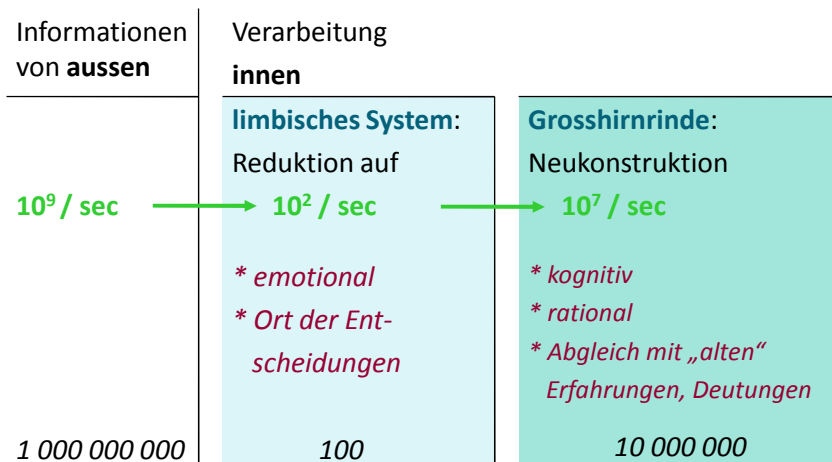 Informationen
von aussen
Verarbeitung
innen
limbisches System:
Reduktion auf
Grosshirnrinde:
Neukonstruktion
10⁹ / sec
10² / sec
10⁷ / sec
* emotional
* Ort der Ent-
scheidungen
* kognitiv
* rational
* Abgleich mit „alten“
Erfahrungen, Deutungen
1 000 000 000
100
10 000 000